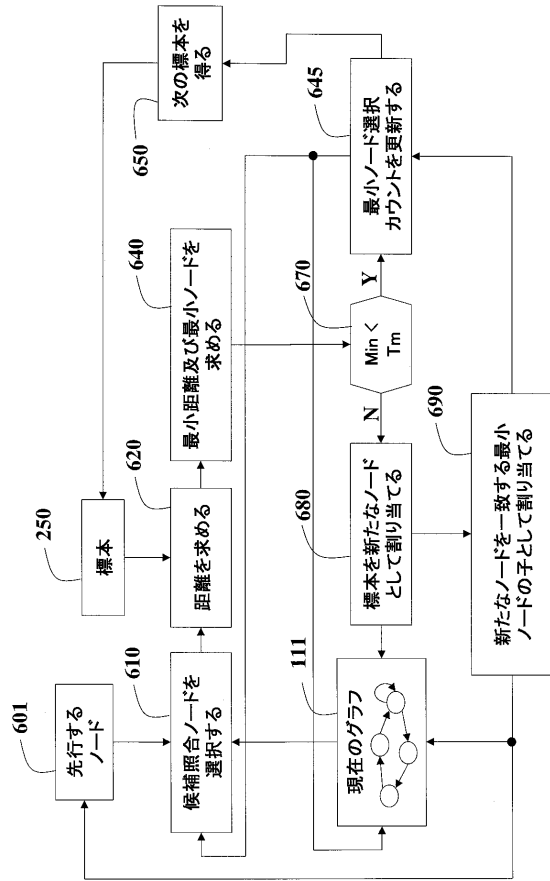 601
先行する
ノード
250
標本
650
次の標本を
得る
610
候補照合ノードを
選択する
620
距離を求める
640
最小距離及び最小ノードを
求める
111
現在のグラフ
680
標本を新たなノード
として割り当てる
N
670
Min <
Tm
Y
645
最小ノード選択
カウントを更新する
690
新たなノードを一致する最小
ノードの子として割り当てる